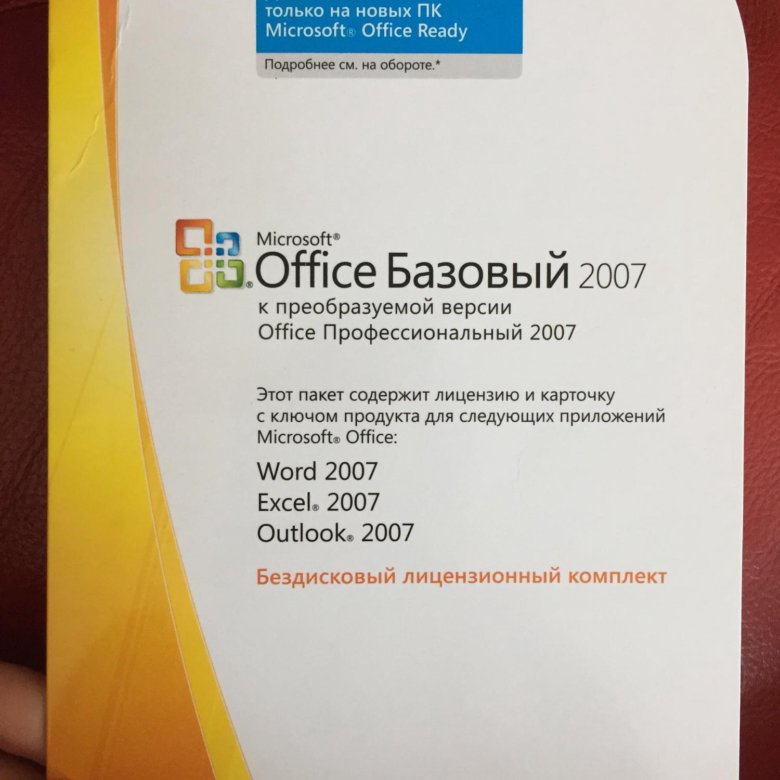 только на новых ПК
Microsoft® Office Ready
Подробнее см. на обороте.*
Microsoft®
Office Базовый 2007
к преобразуемой версии
Office Профессиональный 2007
Этот пакет содержит лицензию и карточку
с ключом продукта для следующих приложений
Microsoft® Office:
Word 2007
Excel® 2007
Outlook® 2007
Бездисковый лицензионный комплект